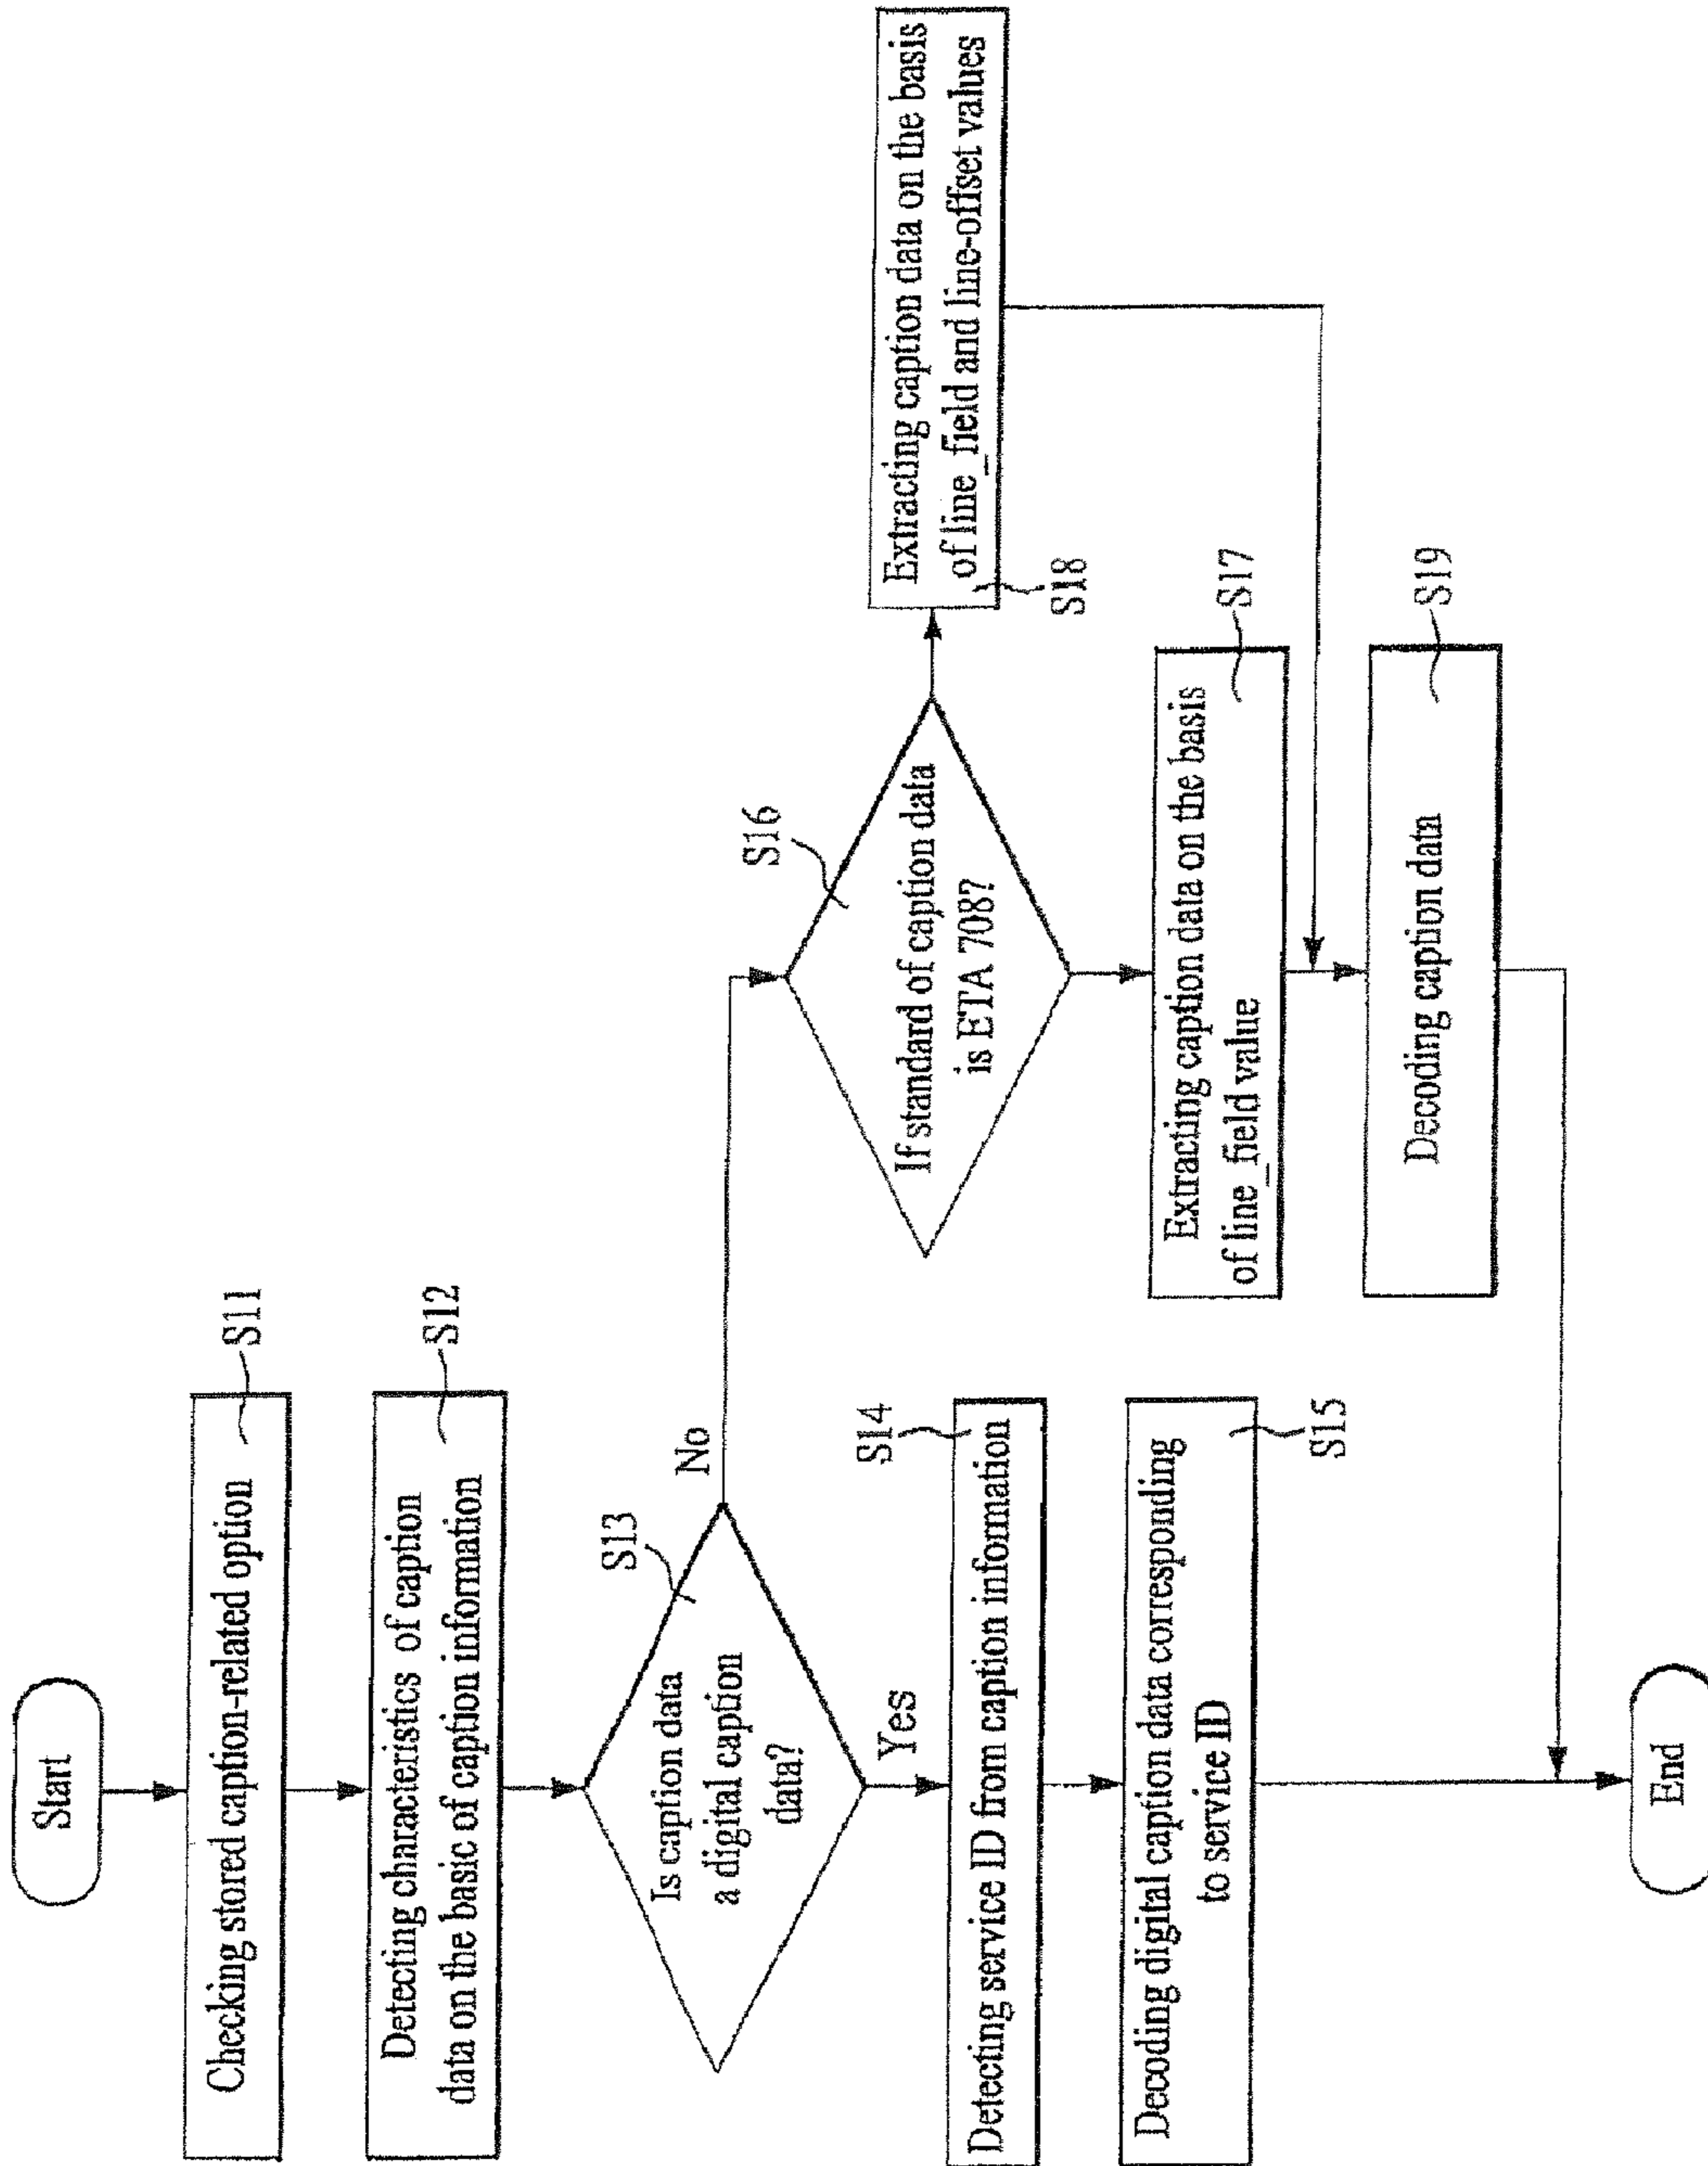 Start
Checking stored caption-related option
S11
Detecting characteristics of caption
data on the basic of caption information
S12
Is caption data
a digital caption
data?
S13
No
Yes
Detecting service ID from caption information
S14
Decoding digital caption data corresponding
to service ID
S15
If standard of caption data
is ETA 708?
S16
Extracting caption data on the basis
of line_field value
S17
Extracting caption data on the basis
of line_field and line-offset values
S18
Decoding caption data
S19
End